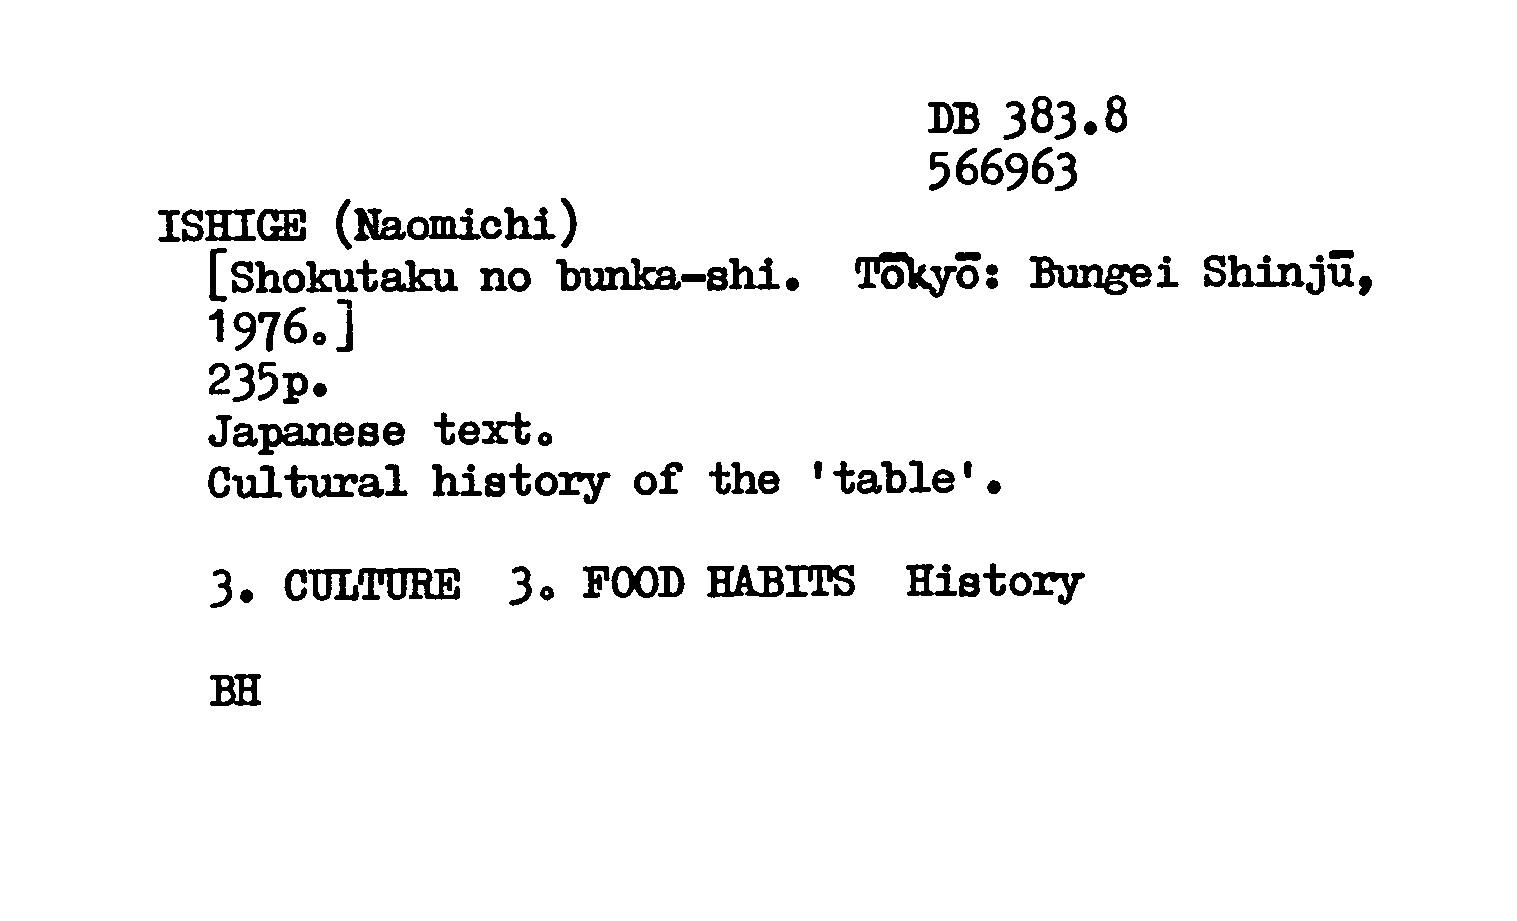 DB 383.8
566963
ISHIGE (Naomichi)
[Shokutaku no bunka-shi. Tōkyō: Bungei Shinjū,
1976.]
235p.
Japanese text.
Cultural history of the 'table'.
3. CULTURE 3. FOOD HABITS History
BH